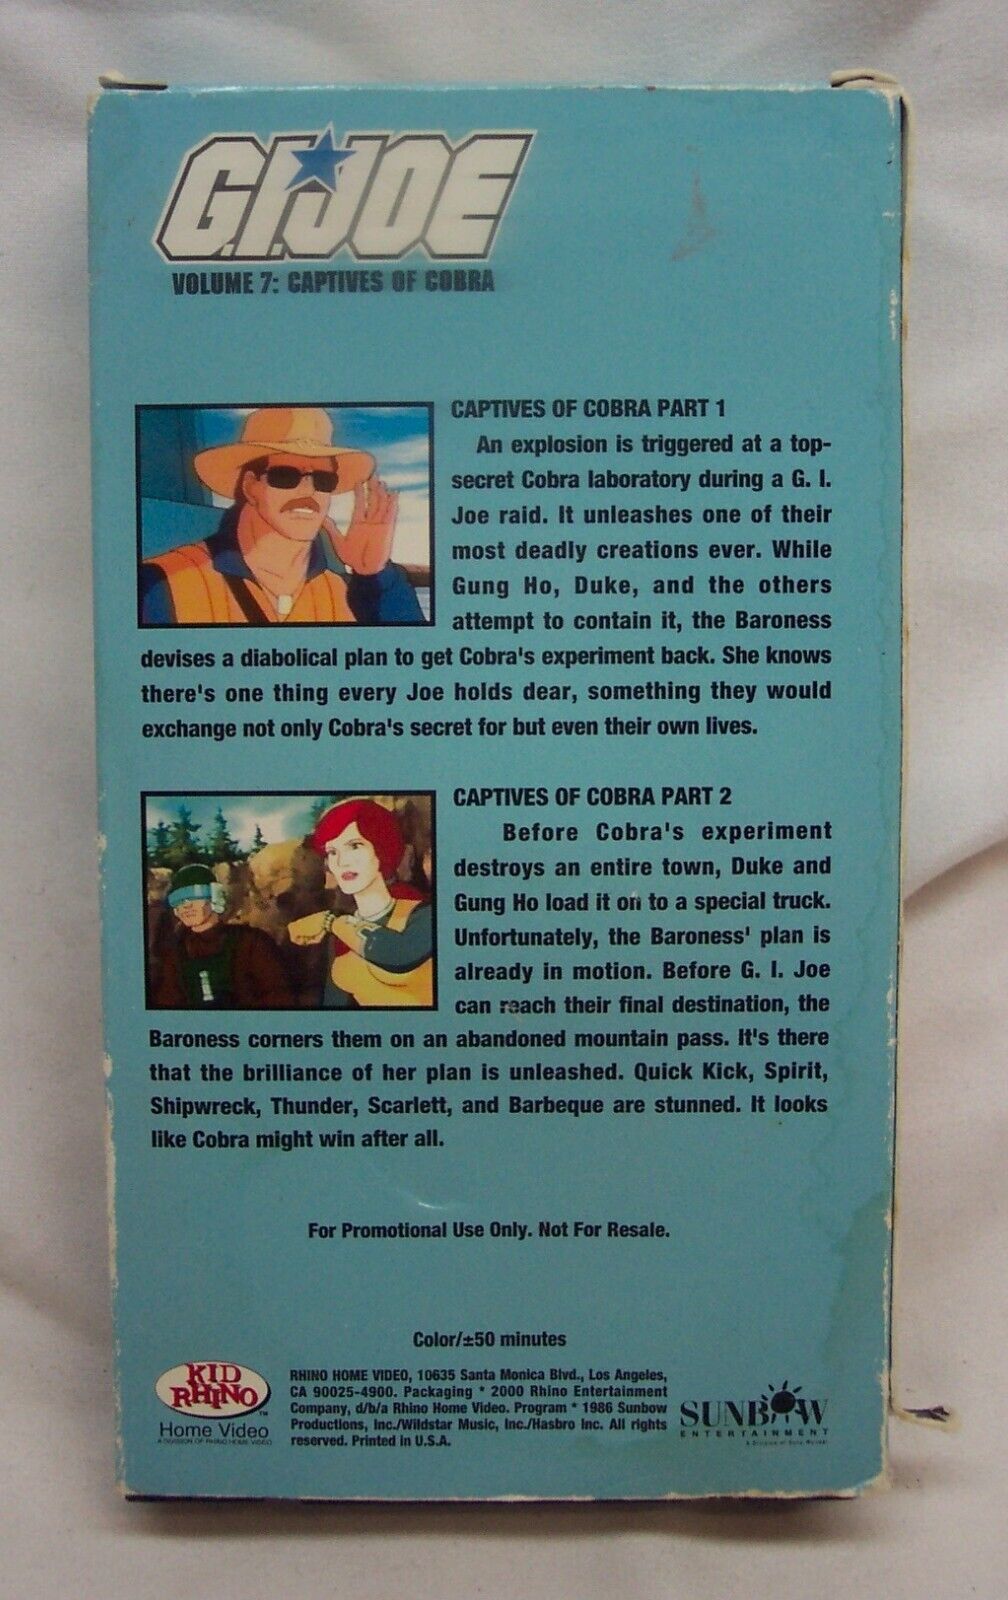 G.I.JOE
VOLUME 7: CAPTIVES OF COBRA
CAPTIVES OF COBRA PART 1
An explosion is triggered at a top-
secret Cobra laboratory during a G. I.
Joe raid. It unleashes one of their
most deadly creations ever. While
Gung Ho, Duke, and the others
attempt to contain it, the Baroness
devises a diabolical plan to get Cobra's experiment back. She knows
there's one thing every Joe holds dear, something they would
exchange not only Cobra's secret for but even their own lives.
CAPTIVES OF COBRA PART 2
Before Cobra's experiment
destroys an entire town, Duke and
Gung Ho load it on to a special truck.
Unfortunately, the Baroness' plan is
already in motion. Before G. I. Joe
can reach their final destination, the
Baroness corners them on an abandoned mountain pass. It's there
that the brilliance of her plan is unleashed. Quick Kick, Spirit,
Shipwreck, Thunder, Scarlett, and Barbeque are stunned. It looks
like Cobra might win after all.
For Promotional Use Only. Not For Resale.
Color/±50 minutes
KID
RHINO
TM
Home Video
A DIVISION OF RHINO HOME VIDEO
RHINO HOME VIDEO, 10635 Santa Monica Blvd., Los Angeles,
CA 90025-4900. Packaging * 2000 Rhino Entertainment
Company, d/b/a Rhino Home Video. Program * 1986 Sunbow
Productions, Inc./Wildstar Music, Inc./Hasbro Inc. All rights
reserved. Printed in U.S.A.
SUNBOW
ENTERTAINMENT